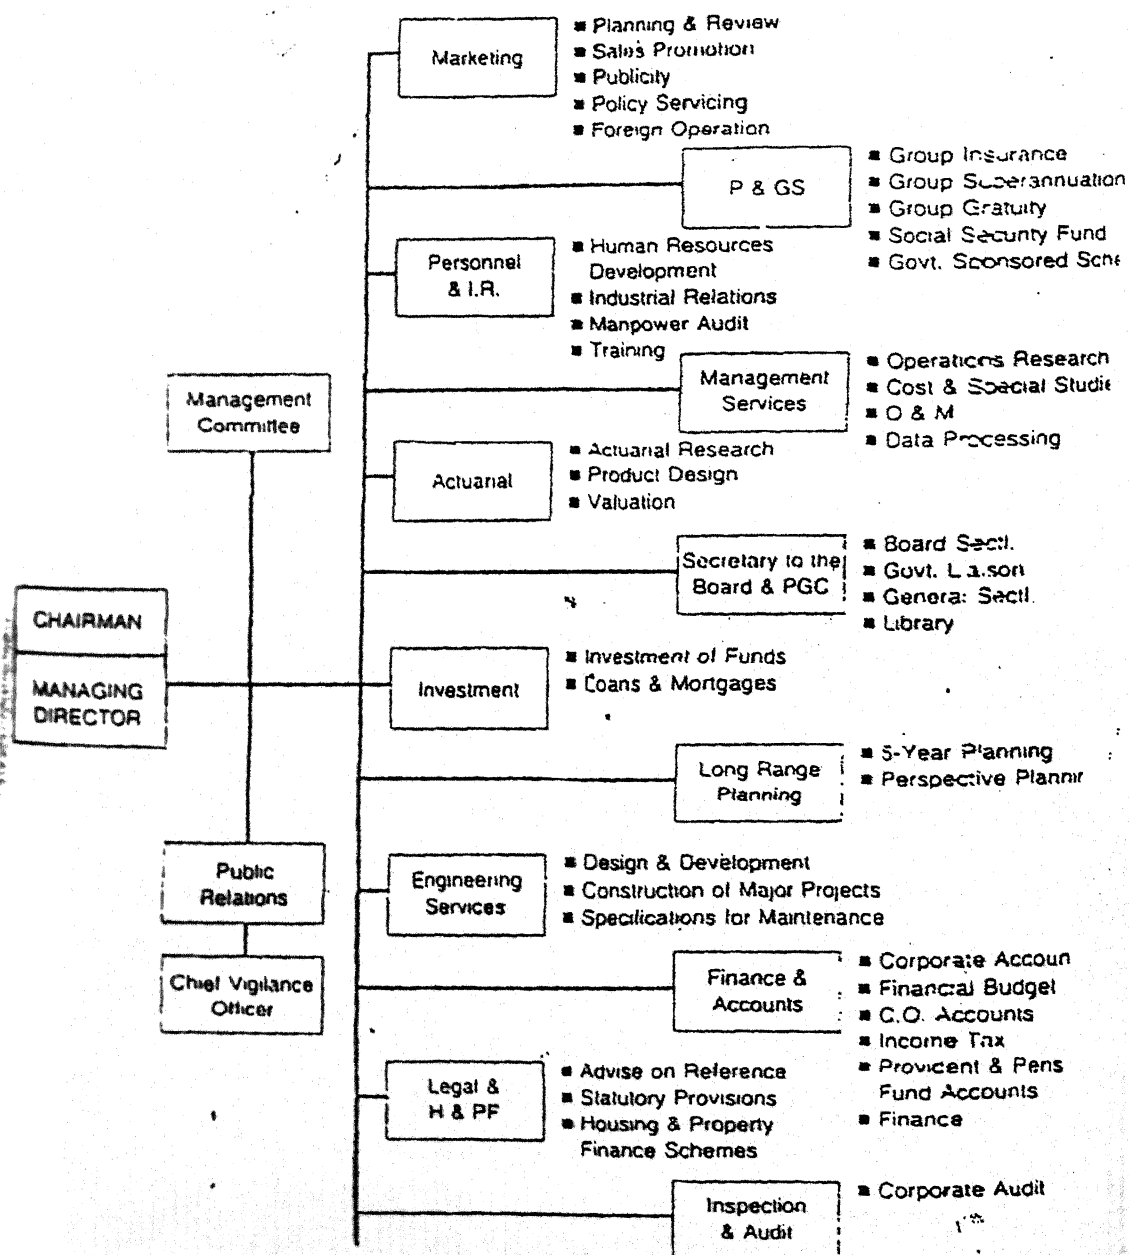 Marketing
■ Planning & Review
■ Sales Promotion
■ Publicity
■ Policy Servicing
■ Foreign Operation
P & GS
■ Group Insurance
■ Group Superannuation
■ Group Gratuity
■ Social Security Fund
■ Govt. Sponsored Sche
Personnel
& I.R.
■ Human Resources
Development
■ Industrial Relations
■ Manpower Audit
■ Training
Management
Services
■ Operations Research
■ Cost & Special Studie
■ O & M
■ Data Processing
Management
Committee
Actuarial
■ Actuarial Research
■ Product Design
■ Valuation
Secretary to the
Board & PGC
■ Board Sectl.
■ Govt. Liaison
■ General Sectl.
■ Library
CHAIRMAN
MANAGING
DIRECTOR
Investment
■ Investment of Funds
■ Loans & Mortgages
Long Range
Planning
■ 5-Year Planning
■ Perspective Plannin
Public
Relations
Engineering
Services
■ Design & Development
■ Construction of Major Projects
■ Specifications for Maintenance
Chief Vigilance
Officer
Finance &
Accounts
■ Corporate Accoun
■ Financial Budget
■ C.O. Accounts
■ Income Tax
■ Provident & Pens
Fund Accounts
■ Finance
Legal &
H & PF
■ Advise on Reference
■ Statutory Provisions
■ Housing & Property
Finance Schemes
Inspection
& Audit
■ Corporate Audit